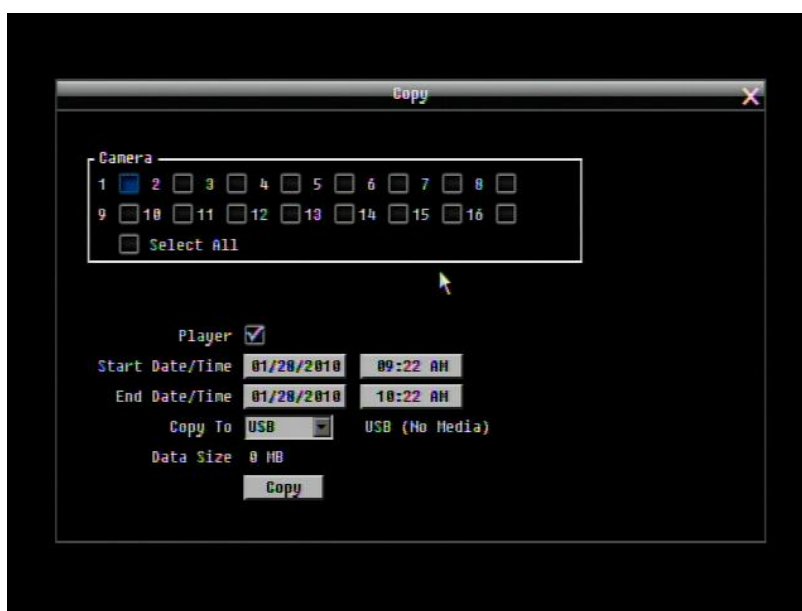 Copy X
Camera
1 2 3 4 5 6 7 8
9 10 11 12 13 14 15 16
Select All
Player
Start Date/Time 01/28/2010 09:22 AM
End Date/Time 01/28/2010 10:22 AM
Copy To USB USB (No Media)
Data Size 0 MB
Copy